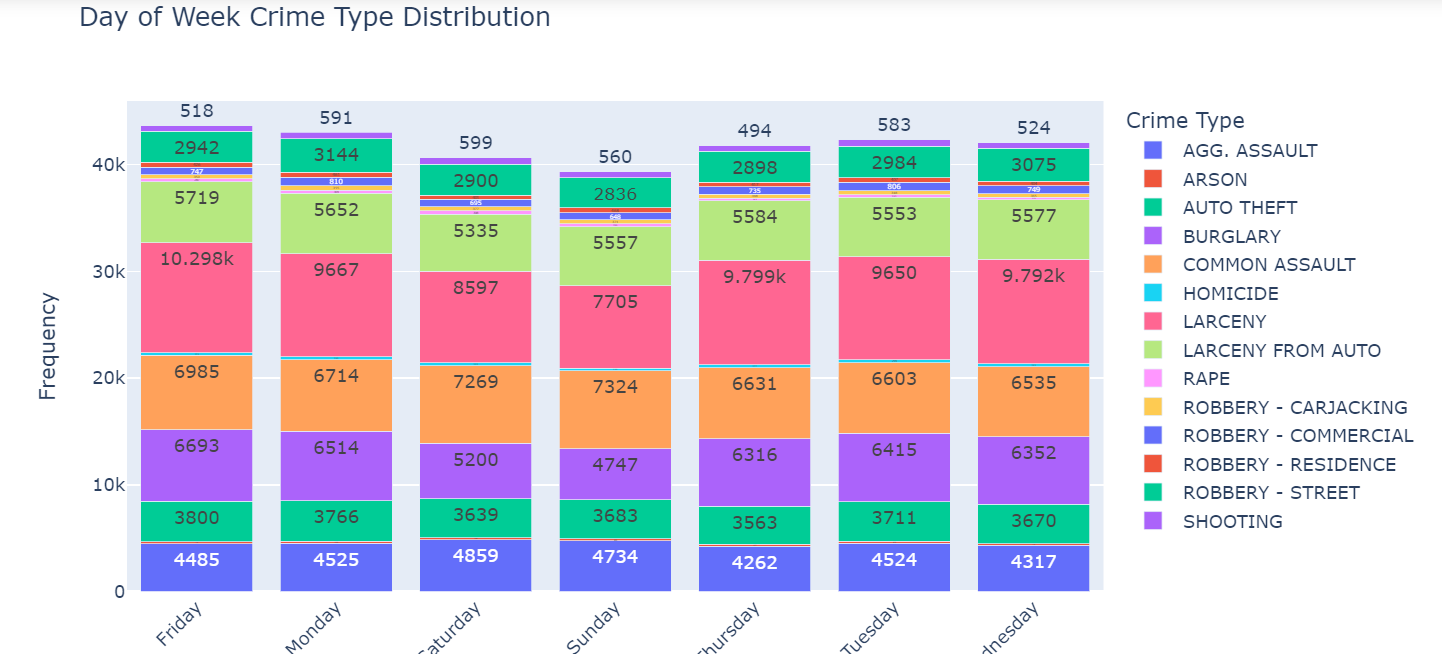 Day of Week Crime Type Distribution
518 591 599 560 494 583 524
2942 3144 2900 2836 2898 2984 3075
747 810 695 648 735 806 749
5719 5652 5335 5557 5584 5553 5577
10.298k 9667 8597 7705 9.799k 9650 9.792k
6985 6714 7269 7324 6631 6603 6535
6693 6514 5200 4747 6316 6415 6352
3800 3766 3639 3683 3563 3711 3670
4485 4525 4859 4734 4262 4524 4317
40k
30k
20k
10k
0
Frequency
Friday Monday Saturday Sunday hursday Tuesday dnesday
Crime Type
AGG. ASSAULT
ARSON
AUTO THEFT
BURGLARY
COMMON ASSAULT
HOMICIDE
LARCENY
LARCENY FROM AUTO
RAPE
ROBBERY - CARJACKING
ROBBERY - COMMERCIAL
ROBBERY - RESIDENCE
ROBBERY - STREET
SHOOTING